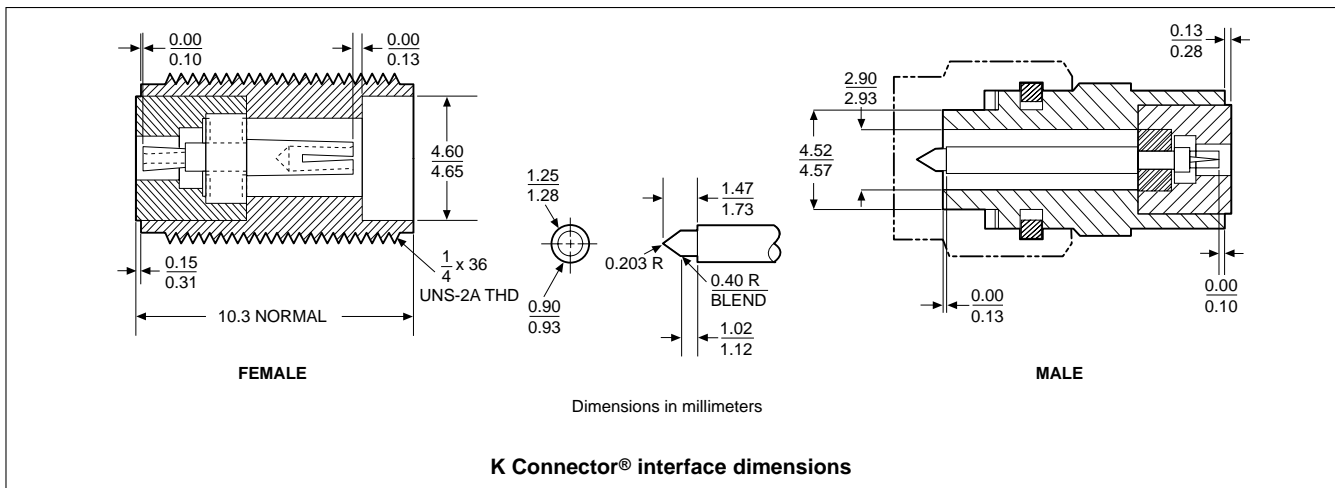 0.00
0.10
0.00
0.13
4.60
4.65
0.15
0.31
1/4 x 36
UNS-2A THD
10.3 NORMAL
FEMALE
1.25
1.28
0.90
0.93
1.47
1.73
0.203 R
0.40 R
BLEND
1.02
1.12
0.13
0.28
2.90
2.93
4.52
4.57
0.00
0.13
0.00
0.10
MALE
Dimensions in millimeters
K Connector® interface dimensions